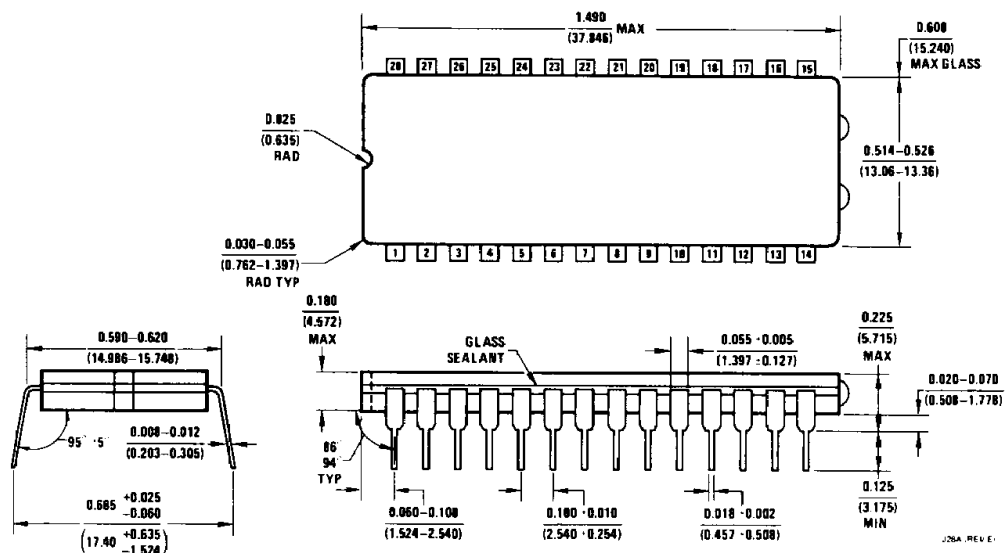 1.490
(37.846) MAX
0.600
(15.240)
MAX GLASS
28 27 26 25 24 23 22 21 20 19 18 17 16 15
0.025
(0.635)
RAD
0.514–0.526
(13.06–13.36)
0.030–0.055
(0.762–1.397)
RAD TYP
1 2 3 4 5 6 7 8 9 10 11 12 13 14
0.590–0.620
(14.986–15.748)
0.180
(4.572)
MAX
GLASS
SEALANT
0.055 ±0.005
(1.397 ±0.127)
0.225
(5.715)
MAX
0.020–0.070
(0.508–1.778)
95° ±5°
0.008–0.012
(0.203–0.305)
86°
94°
TYP
0.125
(3.175)
MIN
0.685 +0.025
−0.060
(17.40 +0.635
−1.524)
0.060–0.100
(1.524–2.540)
0.100 ±0.010
(2.540 ±0.254)
0.018 ±0.002
(0.457 ±0.508)
J28A (REV E)